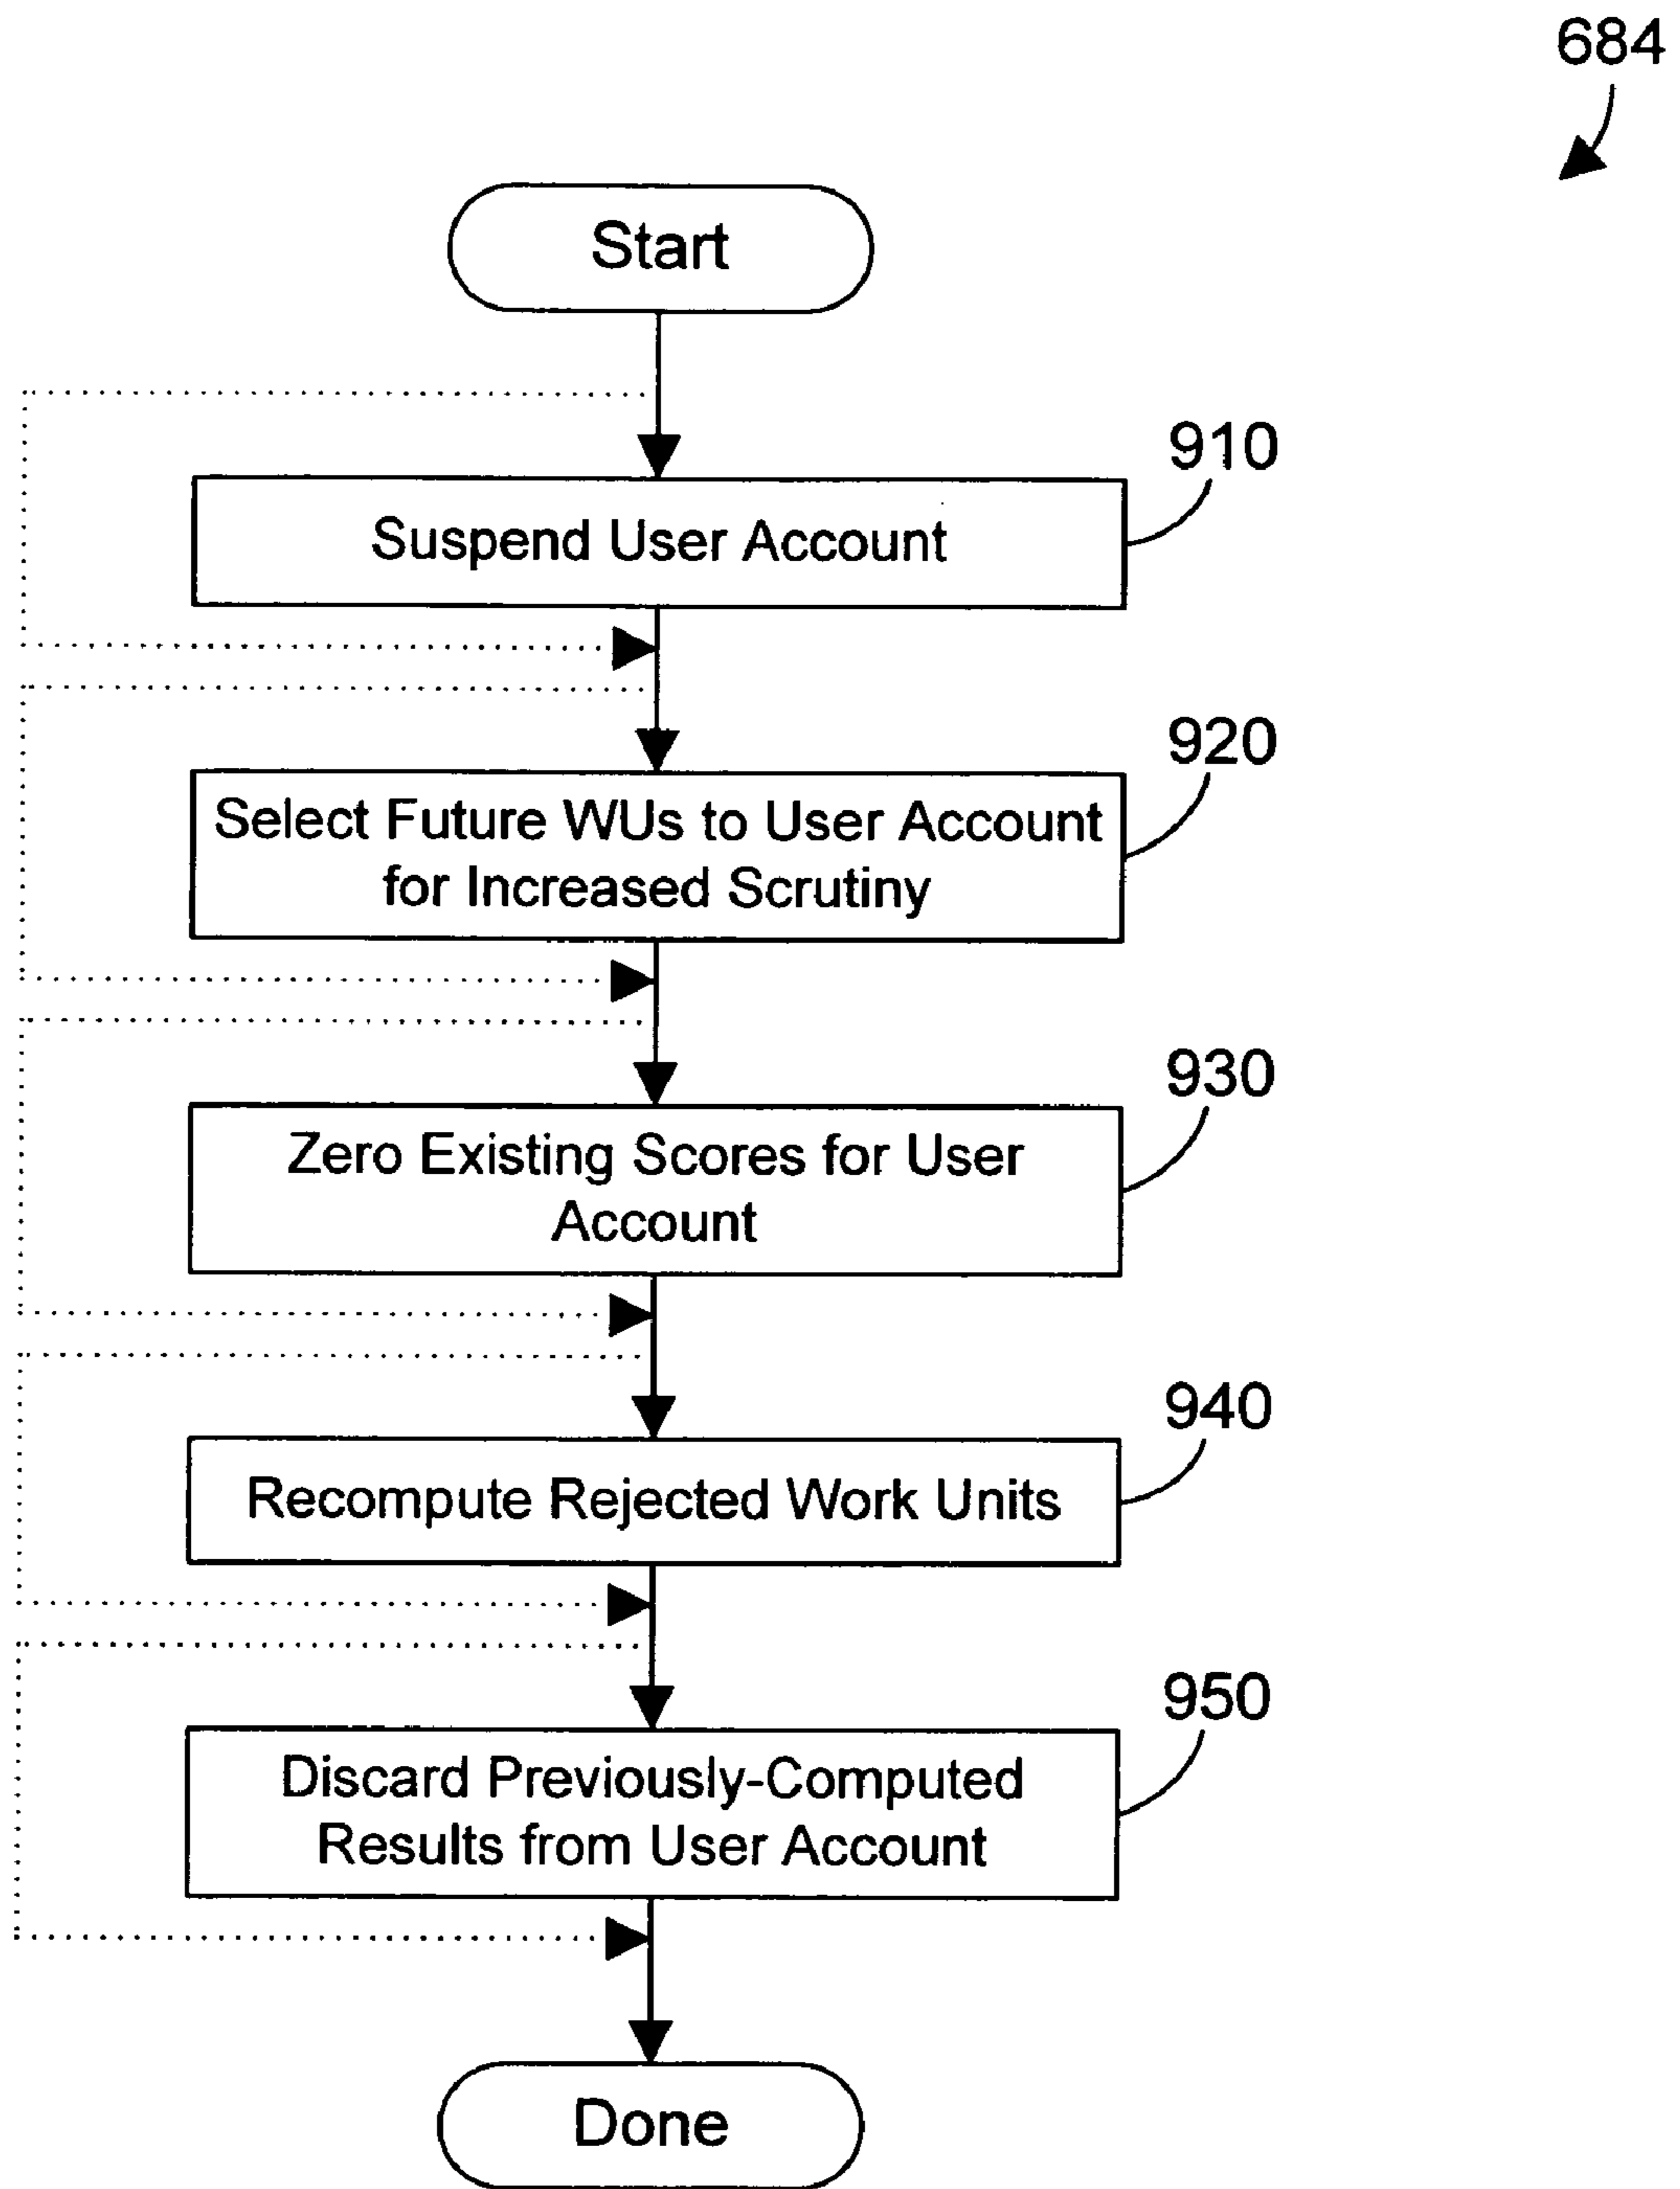 684
Start
910
Suspend User Account
920
Select Future WUs to User Account
for Increased Scrutiny
930
Zero Existing Scores for User
Account
940
Recompute Rejected Work Units
950
Discard Previously-Computed
Results from User Account
Done